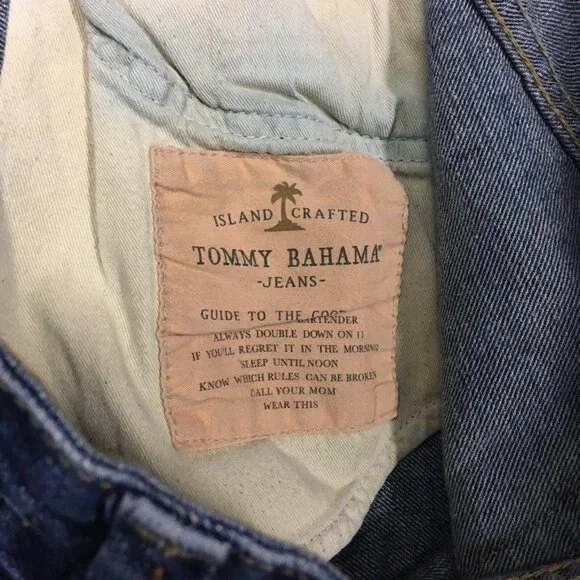 ISLAND CRAFTED
TOMMY BAHAMA®
-JEANS-
GUIDE TO THE
BARTENDER
ALWAYS DOUBLE DOWN ON 11
IF YOU'LL REGRET IT IN THE MORNING
SLEEP UNTIL NOON
KNOW WHICH RULES CAN BE BROKEN
CALL YOUR MOM
WEAR THIS